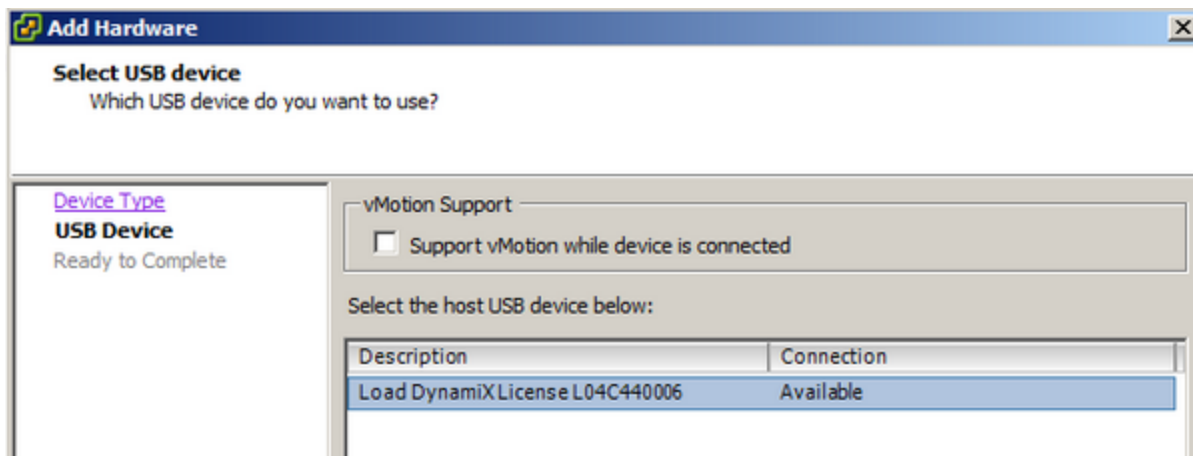 Add Hardware
Select USB device
Which USB device do you want to use?
Device Type
USB Device
Ready to Complete
vMotion Support
Support vMotion while device is connected
Select the host USB device below:
Description Connection
Load DynamiX License L04C440006 Available